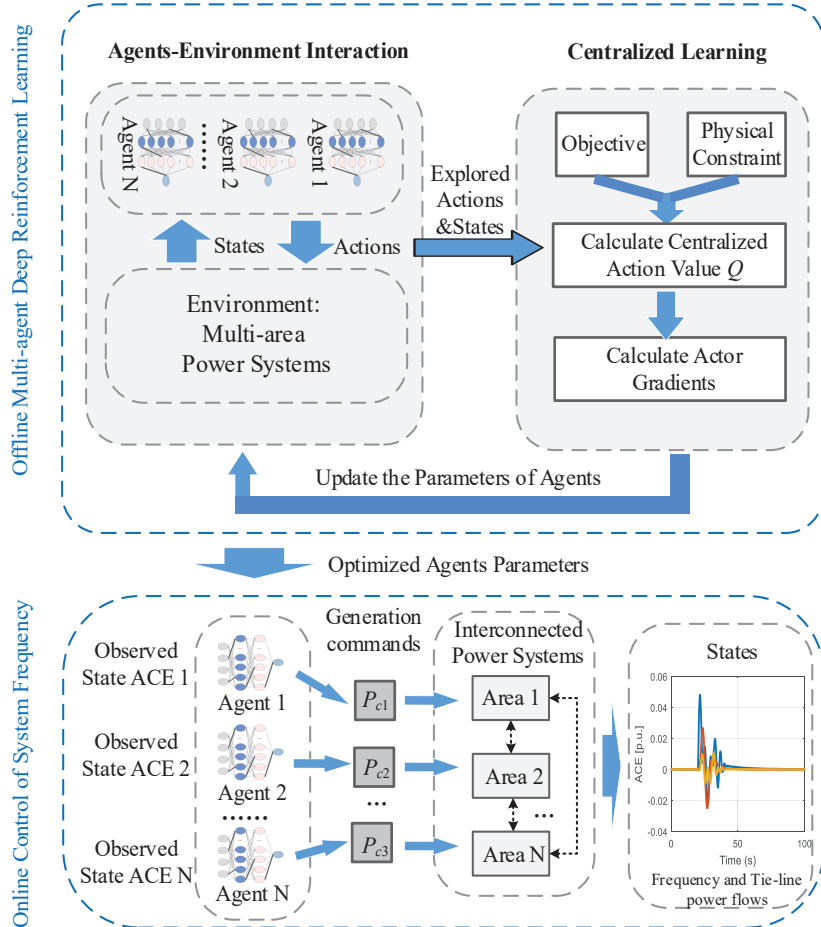 Offline Multi-agent Deep Reinforcement Learning
Agents-Environment Interaction
Centralized Learning
Agent N
......
Agent 2
Agent 1
States
Actions
Environment:
Multi-area
Power Systems
Explored
Actions
&States
Objective
Physical
Constraint
Calculate Centralized
Action Value Q
Calculate Actor
Gradients
Update the Parameters of Agents
Optimized Agents Parameters
Online Control of System Frequency
Observed
State ACE 1
Observed
State ACE 2
Observed
State ACE N
Agent 1
Agent 2
......
Agent N
Generation
commands
Pc1
Pc2
...
Pc3
Interconnected
Power Systems
Area 1
Area 2
...
Area N
States
ACE [p.u.]
0.06
0.04
0.02
0
-0.02
-0.04
0
50
100
Time (s)
Frequency and Tie-line
power flows